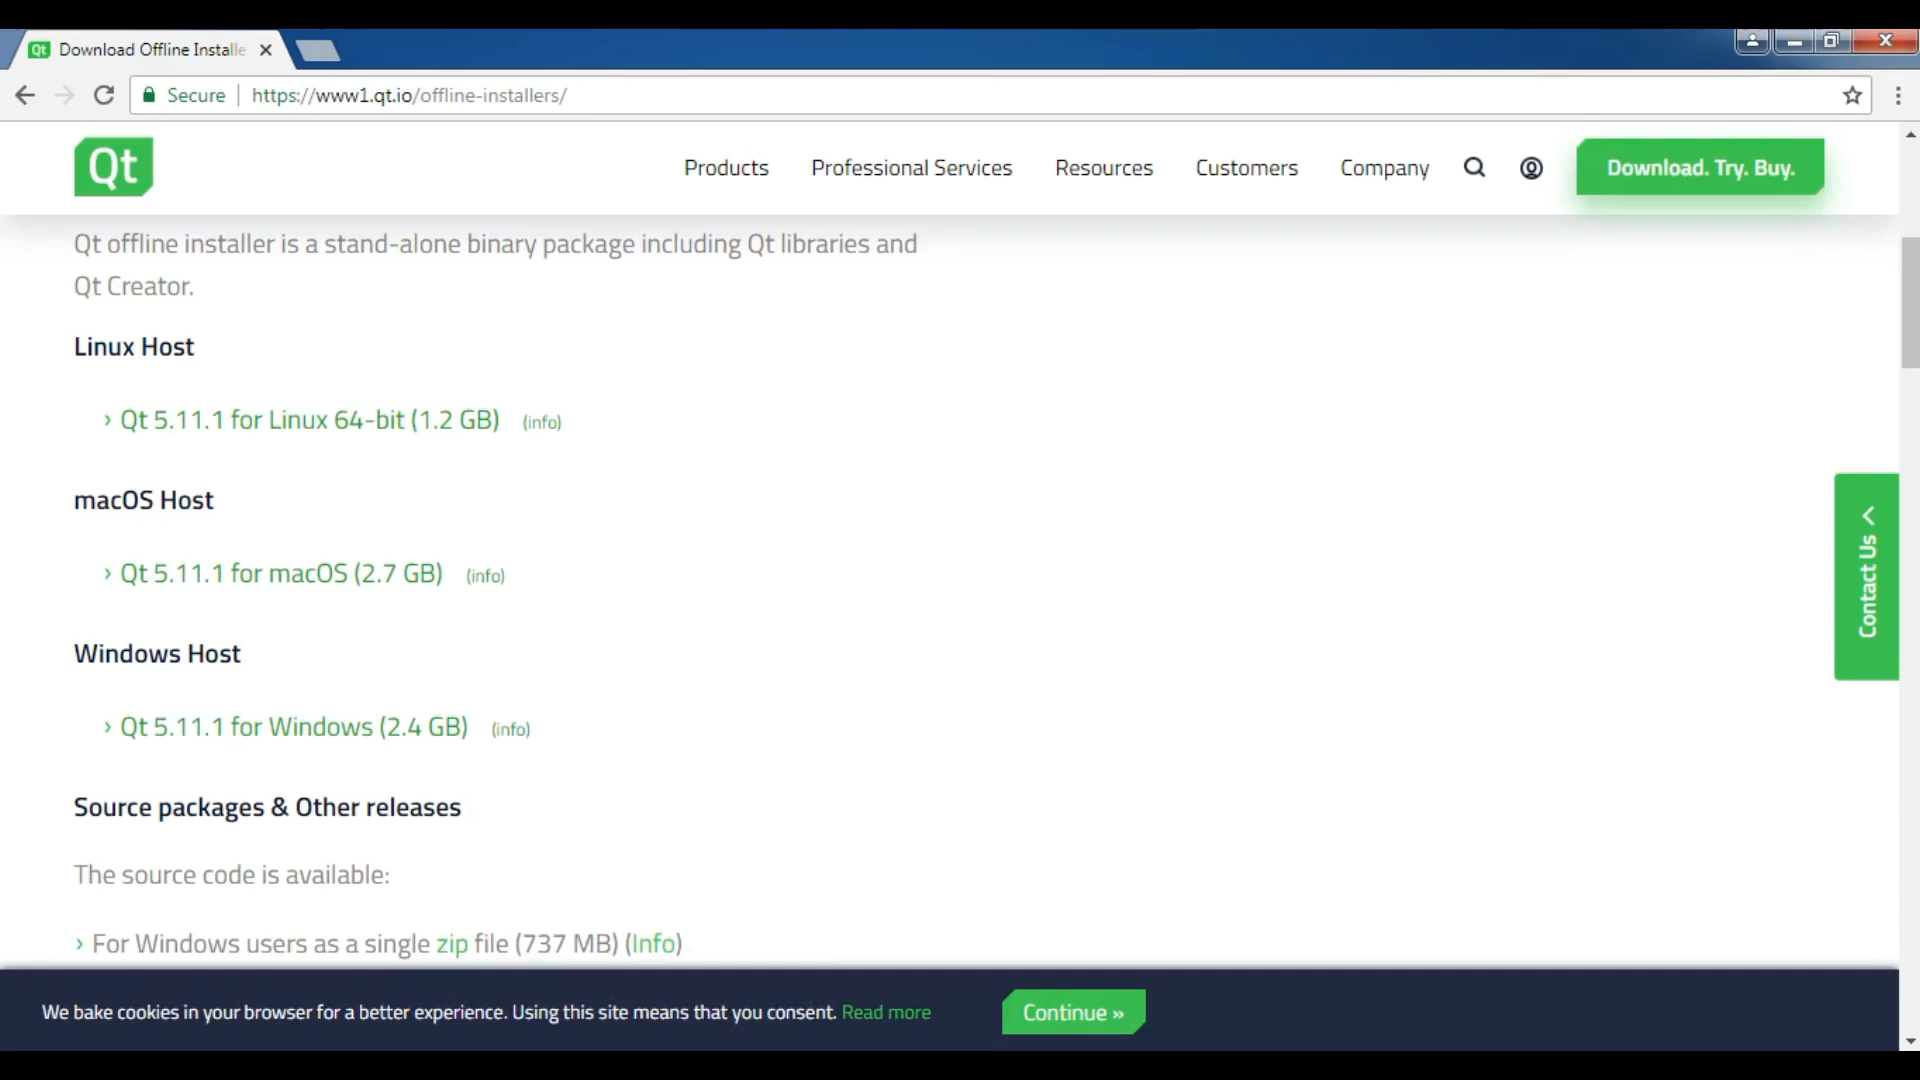 Qt Download Offline Installe
Secure https://www1.qt.io/offline-installers/
Qt Products Professional Services Resources Customers Company Download. Try. Buy.
Qt offline installer is a stand-alone binary package including Qt libraries and
Qt Creator.
Linux Host
› Qt 5.11.1 for Linux 64-bit (1.2 GB) (info)
macOS Host
› Qt 5.11.1 for macOS (2.7 GB) (info)
Contact Us
Windows Host
› Qt 5.11.1 for Windows (2.4 GB) (info)
Source packages & Other releases
The source code is available:
› For Windows users as a single zip file (737 MB) (Info)
We bake cookies in your browser for a better experience. Using this site means that you consent. Read more Continue »